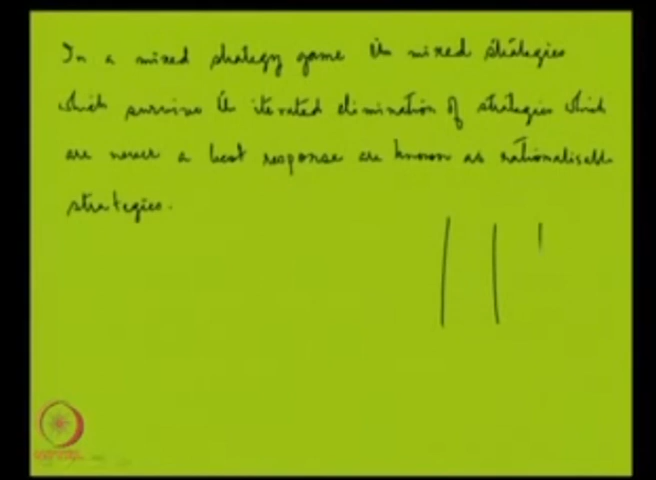 In a mixed strategy game the mixed strategies
which survive the iterated elimination of strategies which
are never a best response are known as rationalisable
strategies.